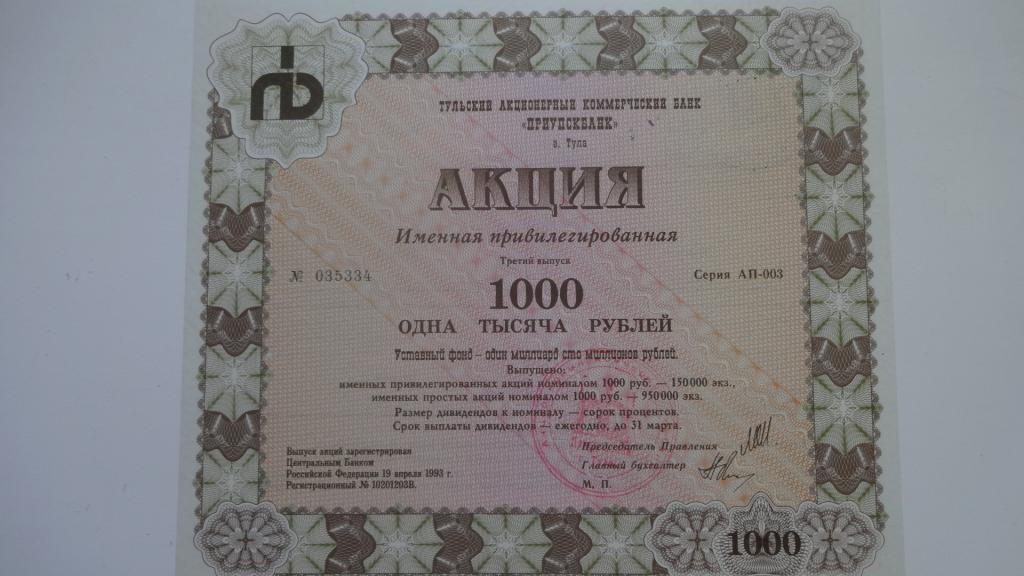 ТУЛЬСКИЙ АКЦИОНЕРНЫЙ КОММЕРЧЕСКИЙ БАНК
«ПРИУПСКБАНК»
г. Тула
АКЦИЯ
Именная привилегированная
Третий выпуск
№ 035334
Серия АП-003
1000
ОДНА ТЫСЯЧА РУБЛЕЙ
Уставный фонд – один миллиард сто миллионов рублей.
Выпущено:
именных привилегированных акций номиналом 1000 руб. — 150000 экз.,
именных простых акций номиналом 1000 руб. — 950000 экз.
Размер дивидендов к номиналу — сорок процентов.
Срок выплаты дивидендов — ежегодно, до 31 марта.
Выпуск акций зарегистрирован
Центральным Банком
Российской Федерации 19 апреля 1993 г.
Регистрационный № 10201203В.
Председатель Правления
Главный бухгалтер
М. П.
1000